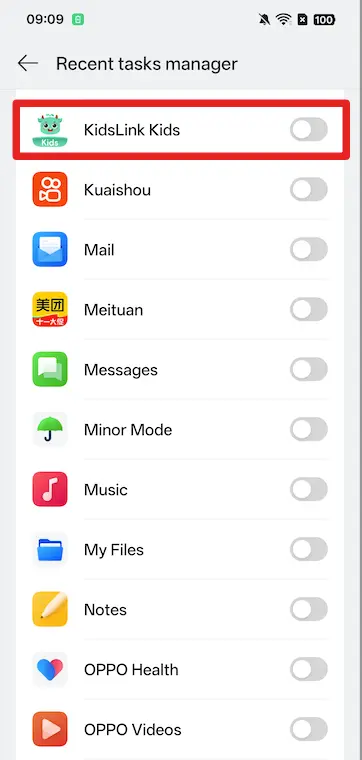 09:09
100
Recent tasks manager
Kids
KidsLink Kids
Kuaishou
Mail
美团
十一大促
Meituan
Messages
Minor Mode
Music
My Files
Notes
OPPO Health
OPPO Videos